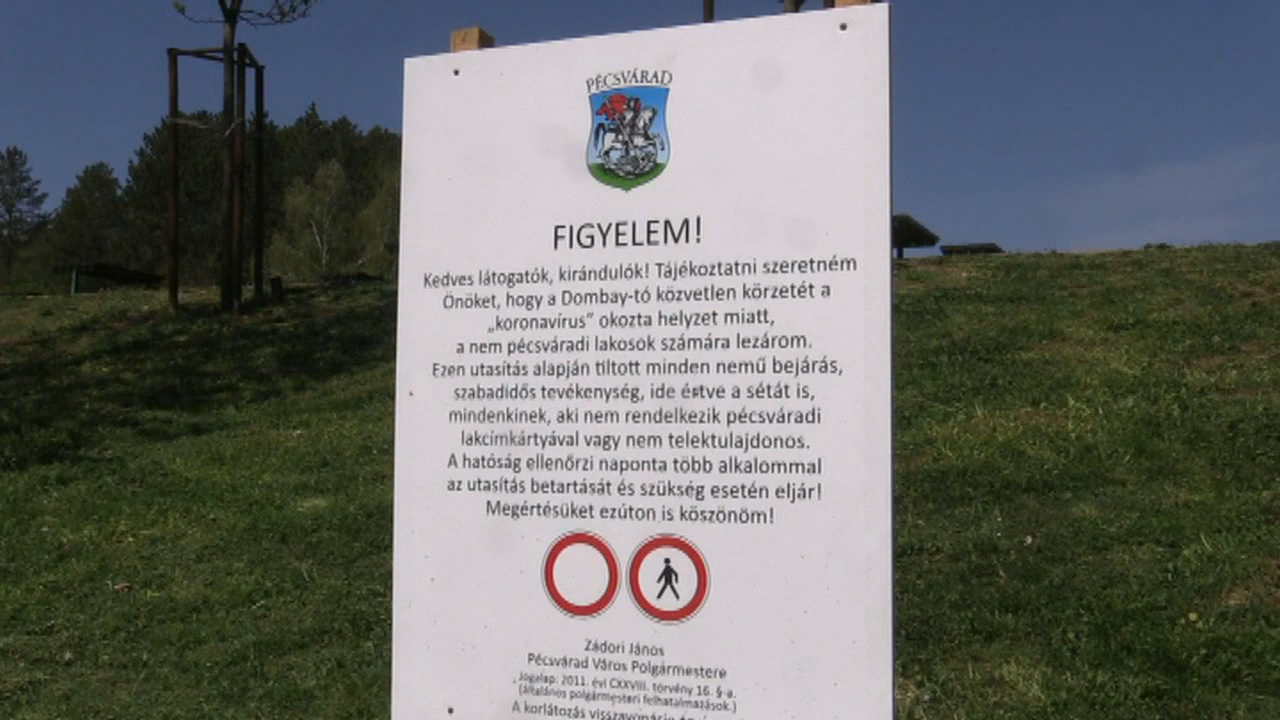 PÉCSVÁRAD
FIGYELEM!
Kedves látogatók, kirándulók! Tájékoztatni szeretném
Önöket, hogy a Dombay-tó közvetlen körzetét a
„koronavírus” okozta helyzet miatt,
a nem pécsváradi lakosok számára lezárom.
Ezen utasítás alapján tiltott minden nemű bejárás,
szabadidős tevékenység, ide éstve a sétát is,
mindenkinek, aki nem rendelkezik pécsváradi
lakcímkártyával vagy nem telektulajdonos.
A hatóság ellenőrzi naponta több alkalommal
az utasítás betartását és szükség esetén eljár!
Megértésüket ezúton is köszönöm!
Zádori János
Pécsvárad Város Polgármestere
Jogalap: 2011. évi CXXVIII. törvény 16. §-a.
(általános polgármesteri felhatalmazások.)
A korlátozás visszavonásig